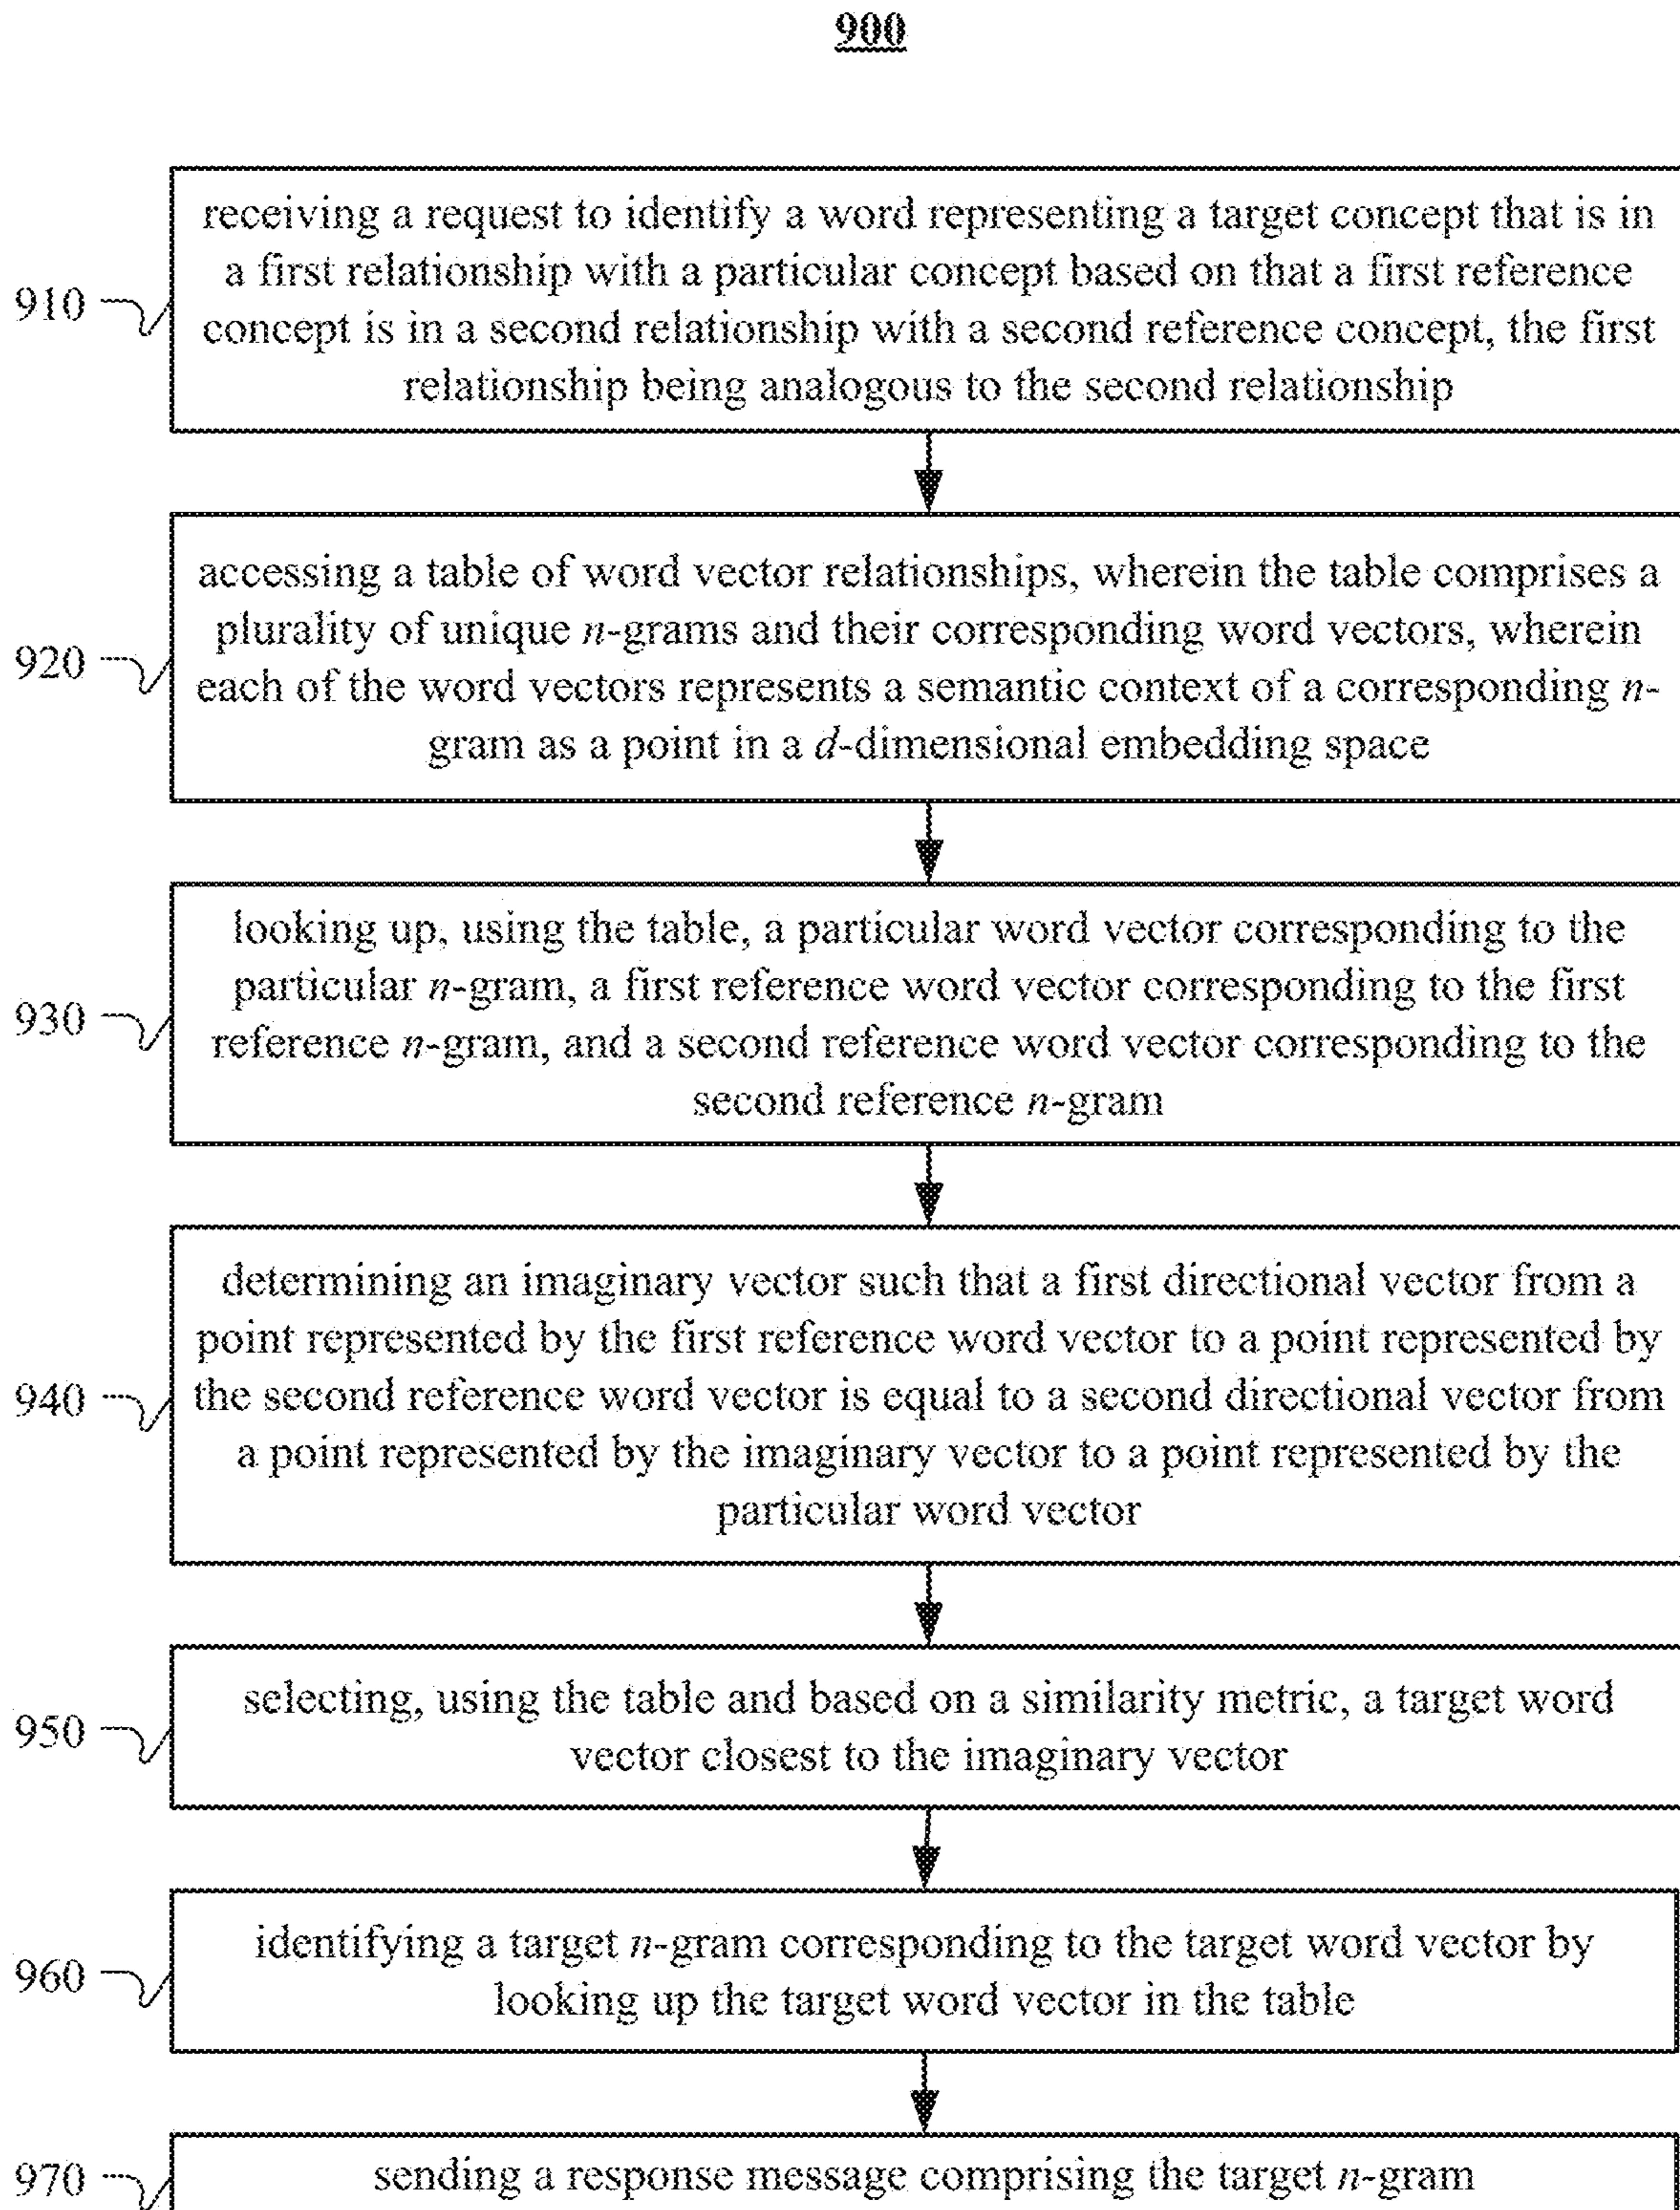 900
910
receiving a request to identify a word representing a target concept that is in
a first relationship with a particular concept based on that a first reference
concept is in a second relationship with a second reference concept, the first
relationship being analogous to the second relationship
920
accessing a table of word vector relationships, wherein the table comprises a
plurality of unique n-grams and their corresponding word vectors, wherein
each of the word vectors represents a semantic context of a corresponding n-
gram as a point in a d-dimensional embedding space
930
looking up, using the table, a particular word vector corresponding to the
particular n-gram, a first reference word vector corresponding to the first
reference n-gram, and a second reference word vector corresponding to the
second reference n-gram
940
determining an imaginary vector such that a first directional vector from a
point represented by the first reference word vector to a point represented by
the second reference word vector is equal to a second directional vector from
a point represented by the imaginary vector to a point represented by the
particular word vector
950
selecting, using the table and based on a similarity metric, a target word
vector closest to the imaginary vector
960
identifying a target n-gram corresponding to the target word vector by
looking up the target word vector in the table
970
sending a response message comprising the target n-gram